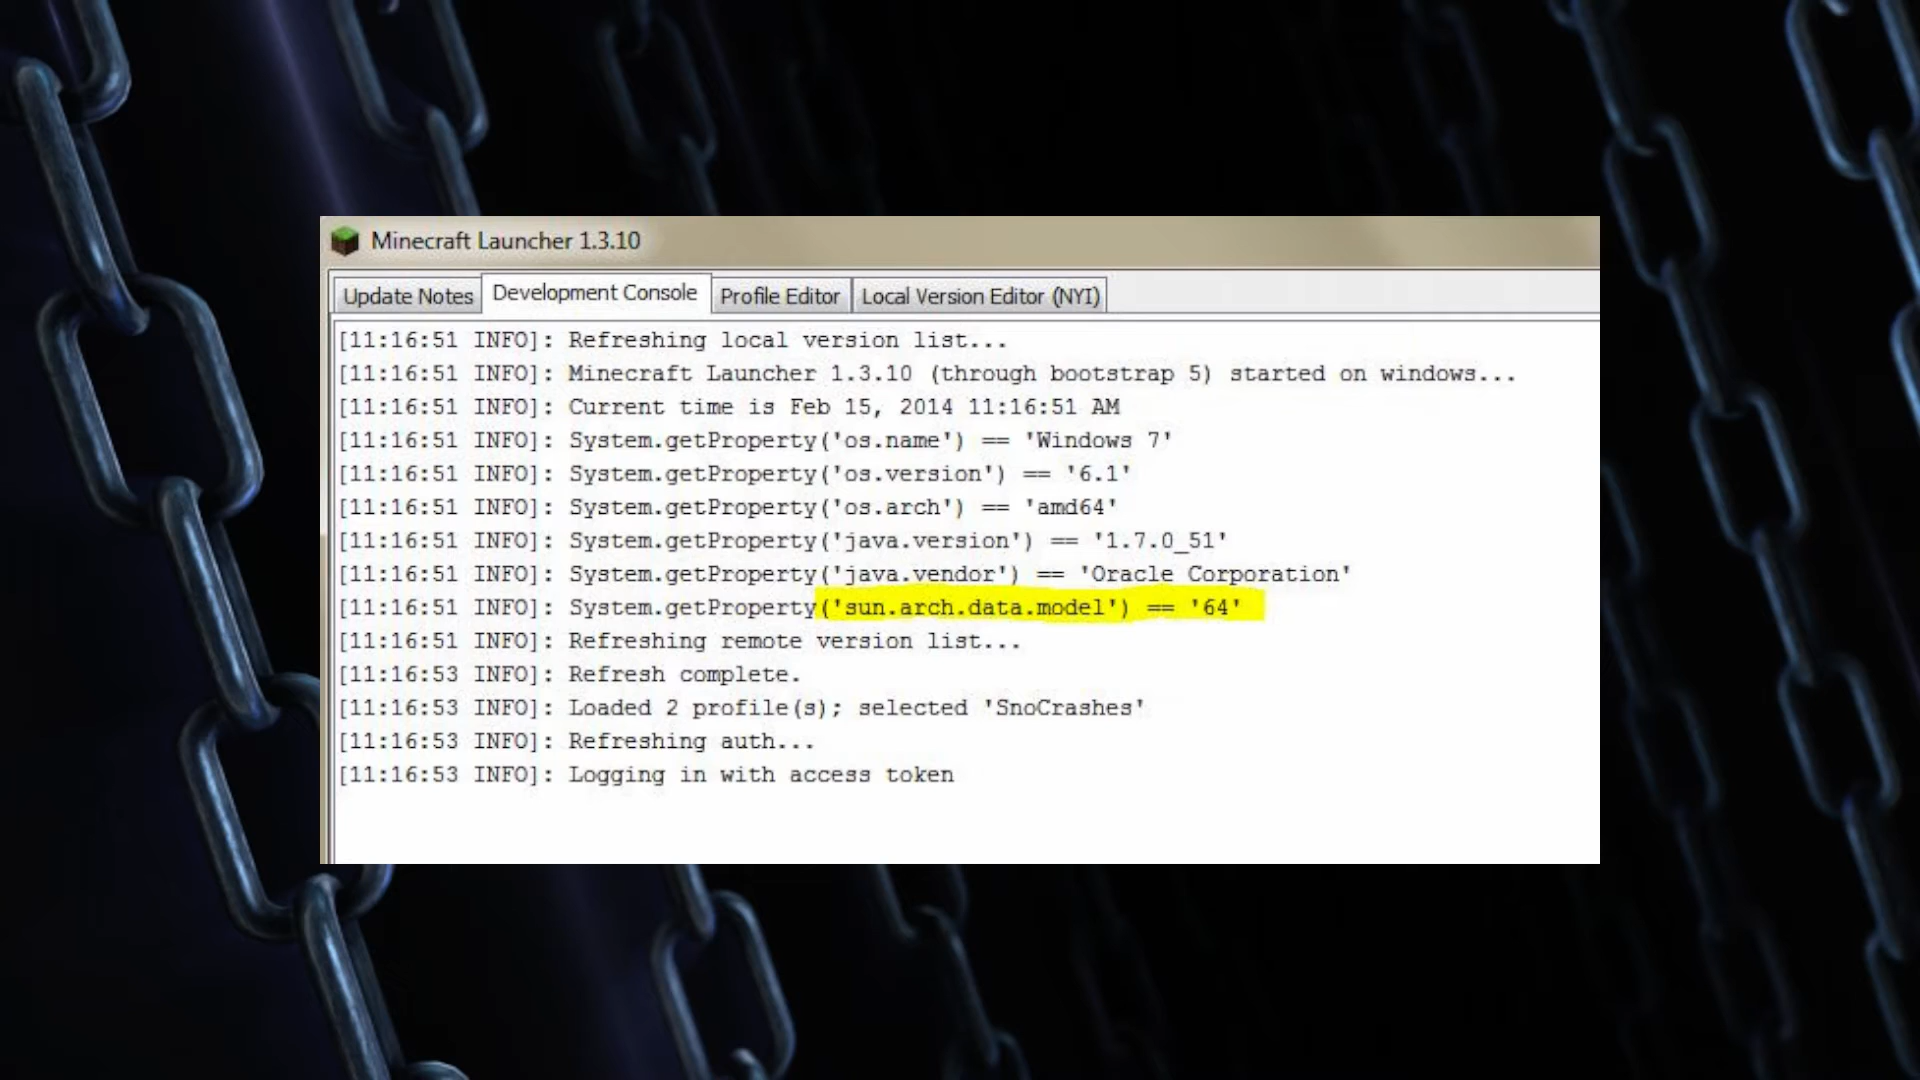 Minecraft Launcher 1.3.10
Update Notes Development Console Profile Editor Local Version Editor (NYI)
[11:16:51 INFO]: Refreshing local version list...
[11:16:51 INFO]: Minecraft Launcher 1.3.10 (through bootstrap 5) started on windows...
[11:16:51 INFO]: Current time is Feb 15, 2014 11:16:51 AM
[11:16:51 INFO]: System.getProperty('os.name') == 'Windows 7'
[11:16:51 INFO]: System.getProperty('os.version') == '6.1'
[11:16:51 INFO]: System.getProperty('os.arch') == 'amd64'
[11:16:51 INFO]: System.getProperty('java.version') == '1.7.0_51'
[11:16:51 INFO]: System.getProperty('java.vendor') == 'Oracle Corporation'
[11:16:51 INFO]: System.getProperty('sun.arch.data.model') == '64'
[11:16:51 INFO]: Refreshing remote version list...
[11:16:53 INFO]: Refresh complete.
[11:16:53 INFO]: Loaded 2 profile(s); selected 'SnoCrashes'
[11:16:53 INFO]: Refreshing auth...
[11:16:53 INFO]: Logging in with access token